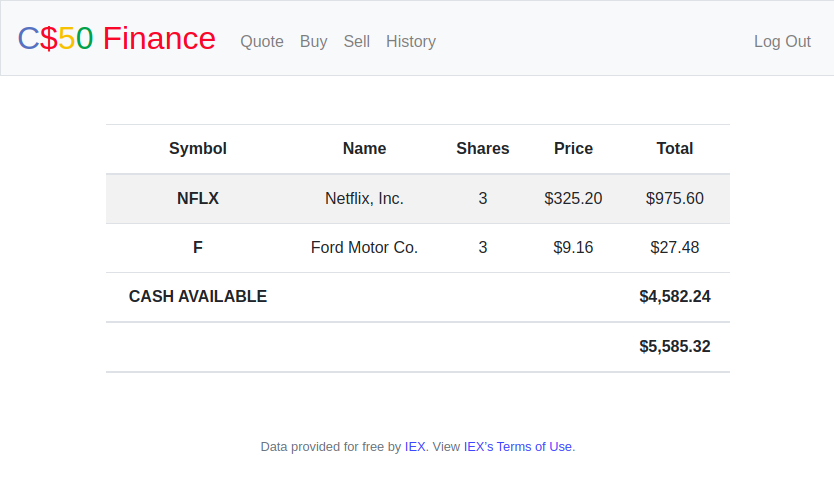 C$50 Finance Quote Buy Sell History Log Out
Symbol Name Shares Price Total
NFLX Netflix, Inc. 3 $325.20 $975.60
F Ford Motor Co. 3 $9.16 $27.48
CASH AVAILABLE $4,582.24
$5,585.32
Data provided for free by IEX. View IEX's Terms of Use.